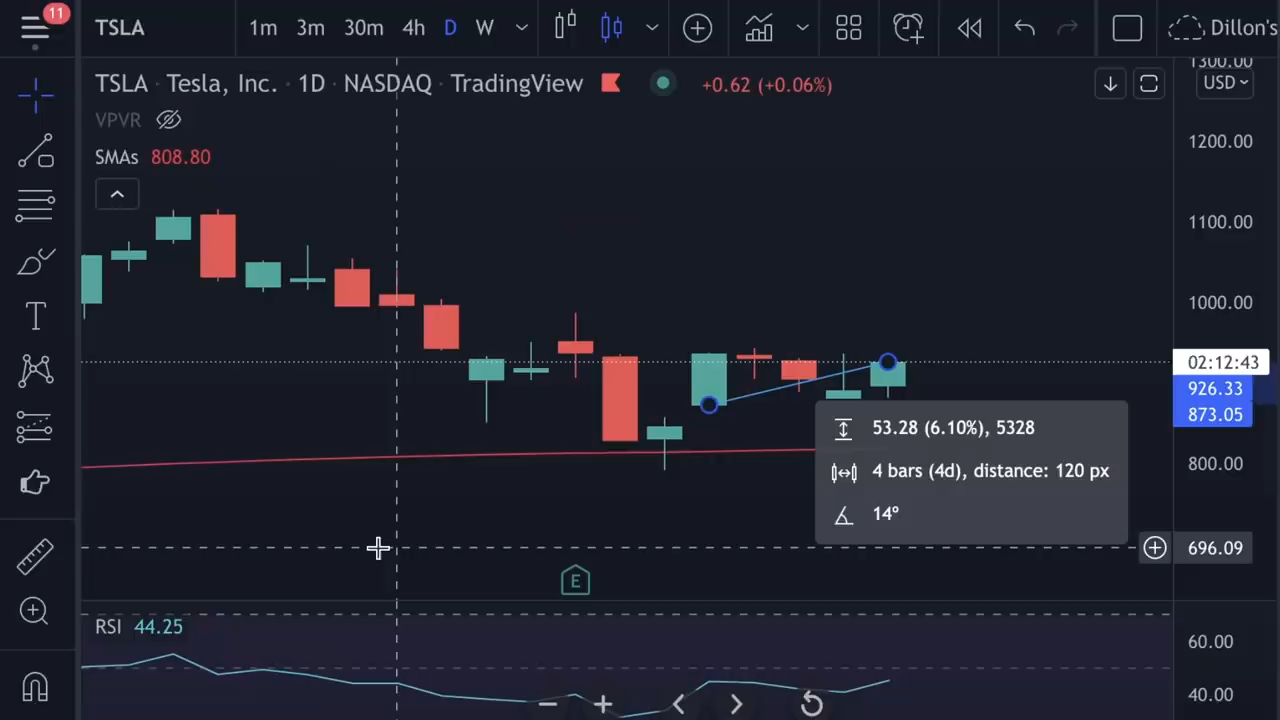 11
TSLA 1m 3m 30m 4h D W Dillon's
1300.00
TSLA · Tesla, Inc. · 1D · NASDAQ · TradingView +0.62 (+0.06%) USD
VPVR
SMAs 808.80
1200.00
1100.00
1000.00
02:12:43
926.33
873.05
53.28 (6.10%), 5328
4 bars (4d), distance: 120 px
14°
800.00
696.09
E
RSI 44.25
60.00
40.00